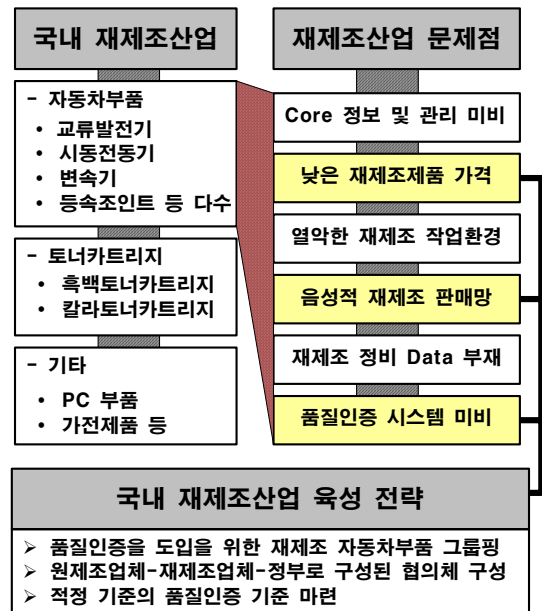 국내 재제조산업
- 자동차부품
• 교류발전기
• 시동전동기
• 변속기
• 등속조인트 등 다수
- 토너카트리지
• 흑백토너카트리지
• 칼라토너카트리지
- 기타
• PC 부품
• 가전제품 등
재제조산업 문제점
Core 정보 및 관리 미비
낮은 재제조제품 가격
열악한 재제조 작업환경
음성적 재제조 판매망
재제조 정비 Data 부재
품질인증 시스템 미비
국내 재제조산업 육성 전략
➢ 품질인증을 도입을 위한 재제조 자동차부품 그룹핑
➢ 원제조업체-재제조업체-정부로 구성된 협의체 구성
➢ 적정 기준의 품질인증 기준 마련